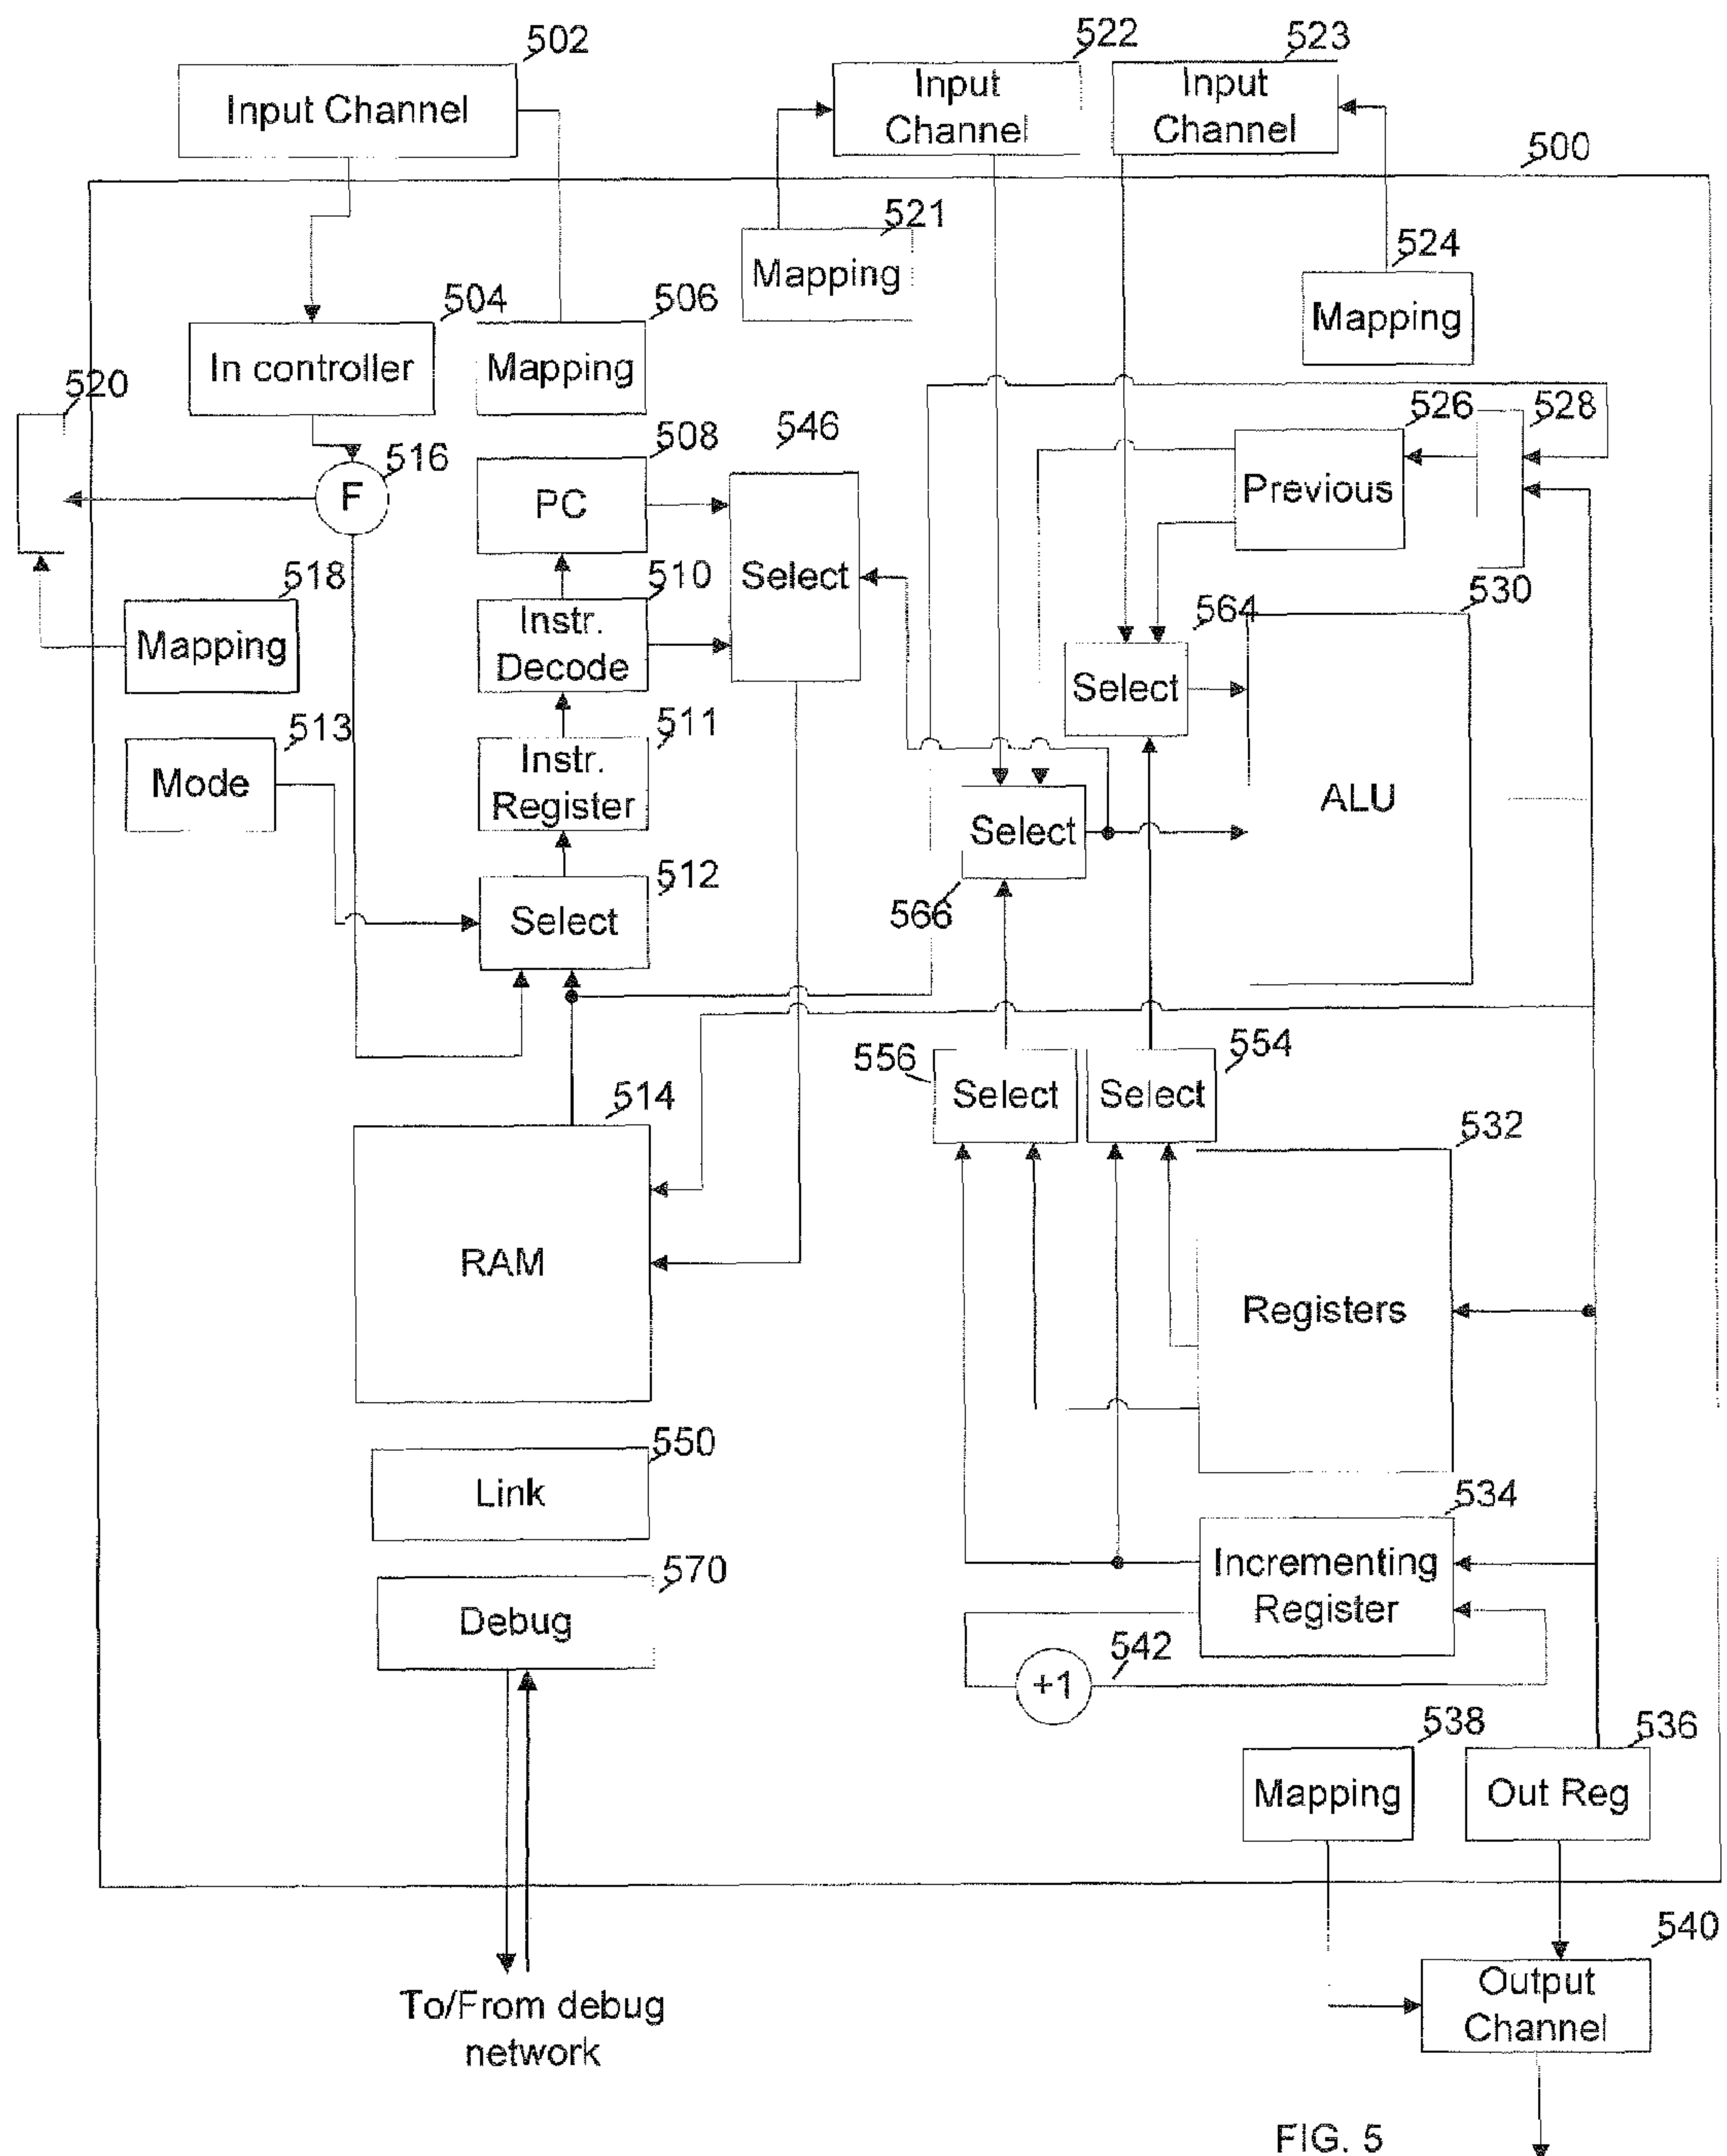 502
Input Channel
522
Input
Channel
523
Input
Channel
500
521
Mapping
524
Mapping
504
In controller
506
Mapping
520
516
F
508
PC
546
Select
526
Previous
528
518
Mapping
510
Instr.
Decode
564
Select
530
ALU
513
Mode
511
Instr.
Register
Select
566
512
Select
556
Select
554
Select
514
RAM
532
Registers
550
Link
534
Incrementing
Register
570
Debug
+1
542
538
Mapping
536
Out Reg
540
Output
Channel
To/From debug
network
FIG. 5